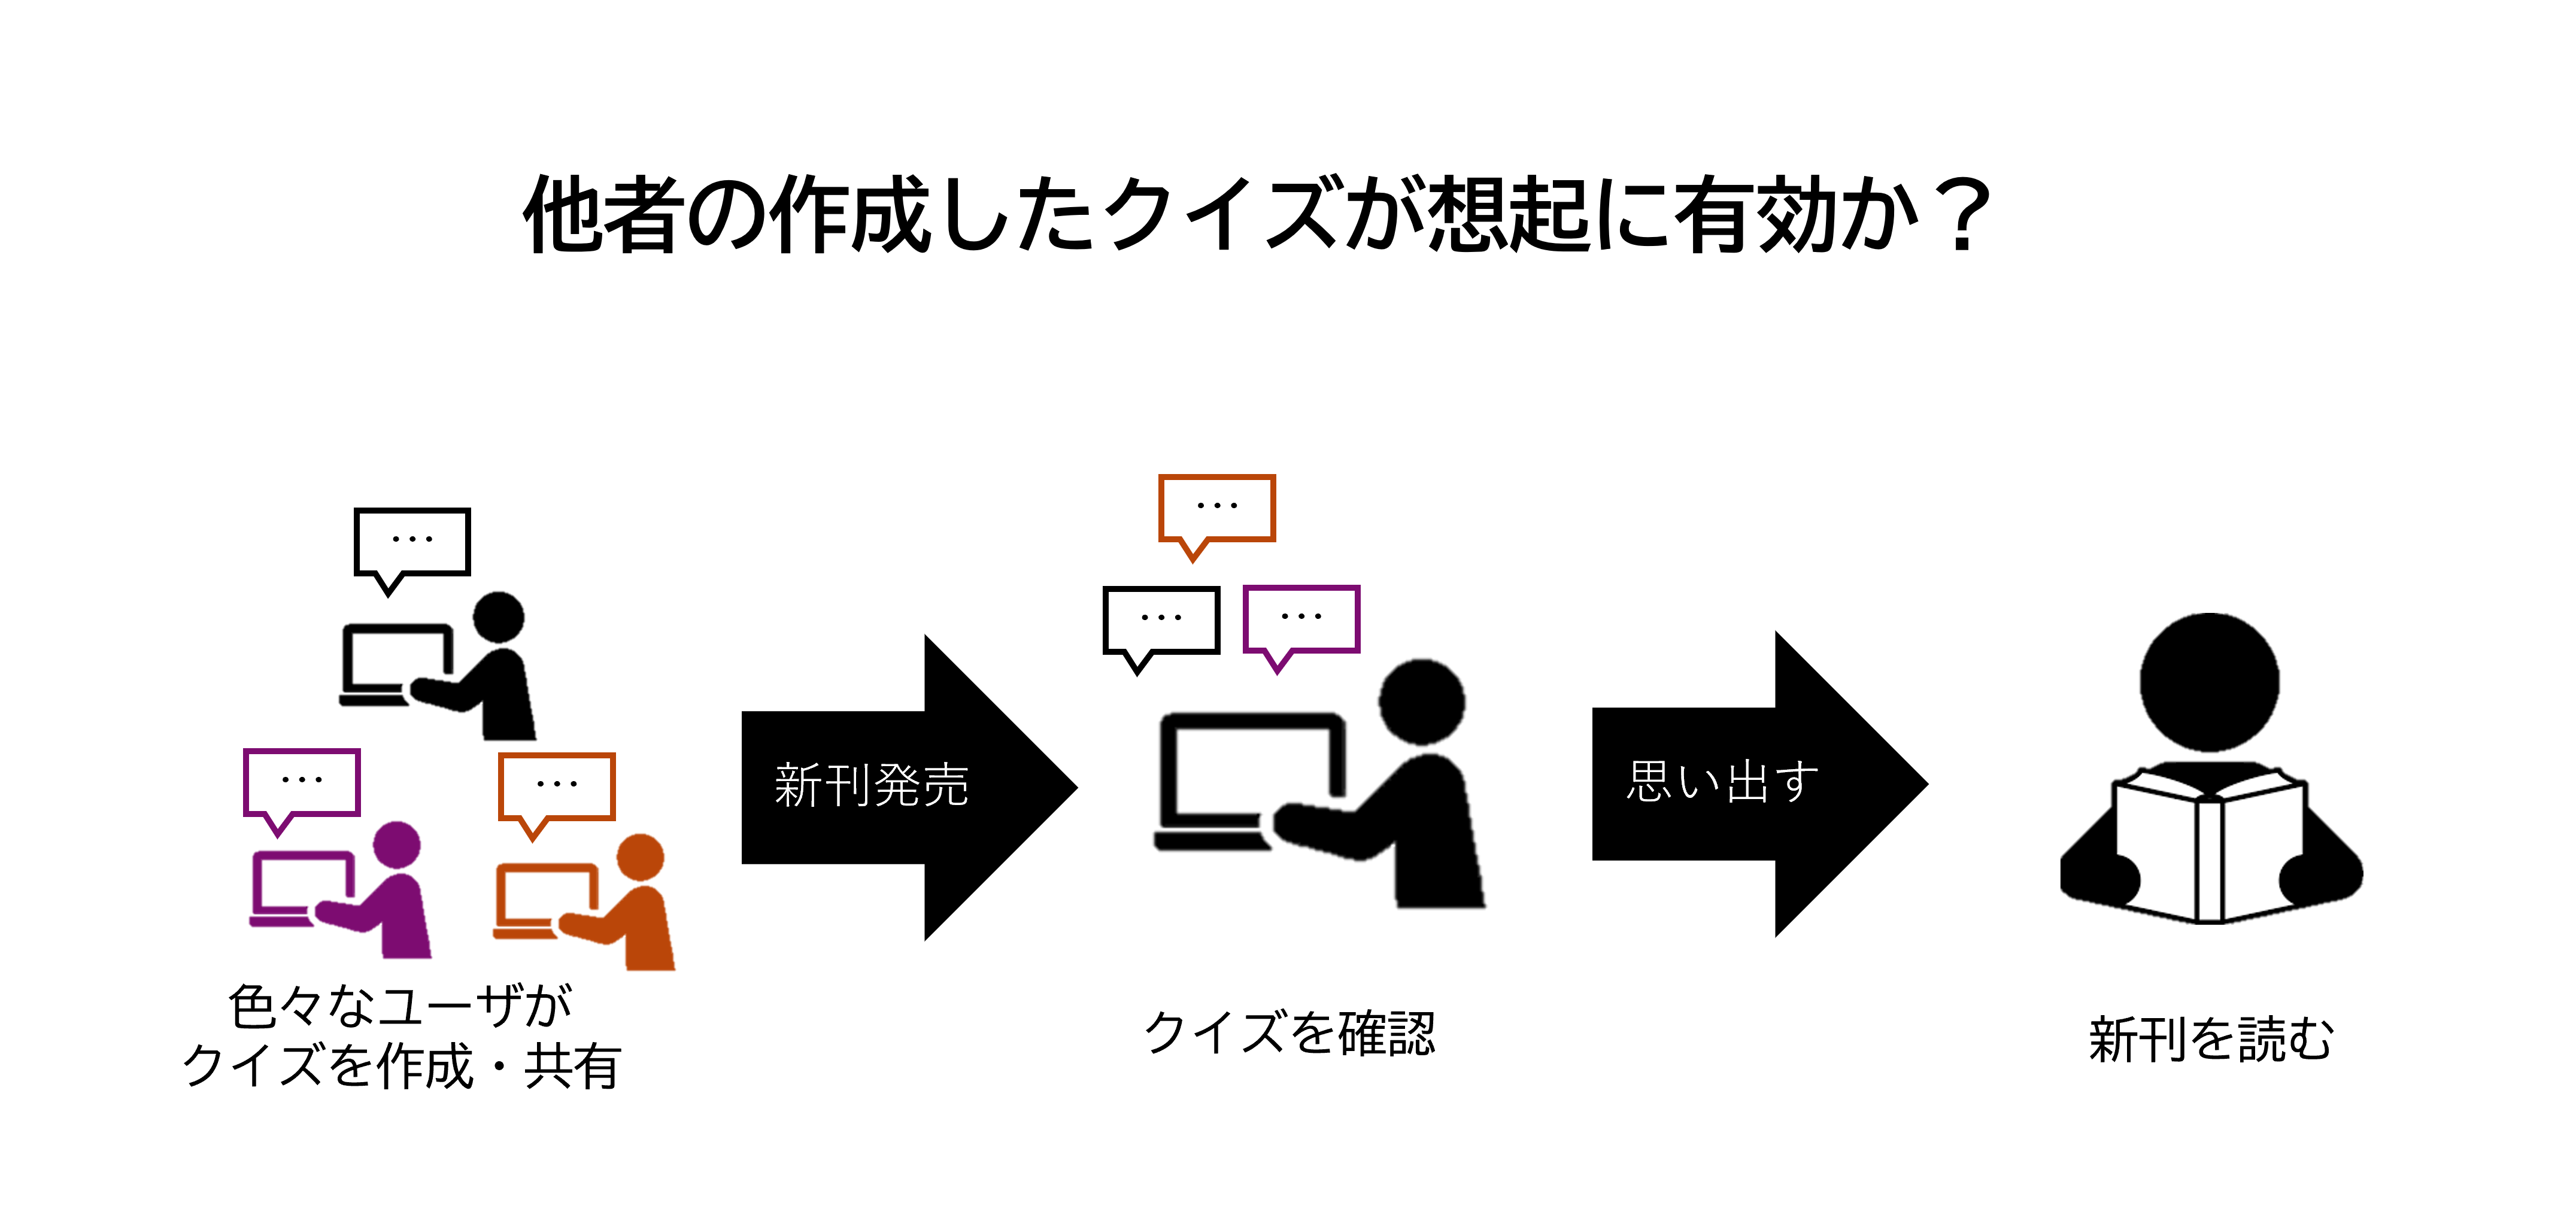 他者の作成したクイズが想起に有効か？
…
…
…
色々なユーザが
クイズを作成・共有
新刊発売
…
…
…
クイズを確認
思い出す
新刊を読む